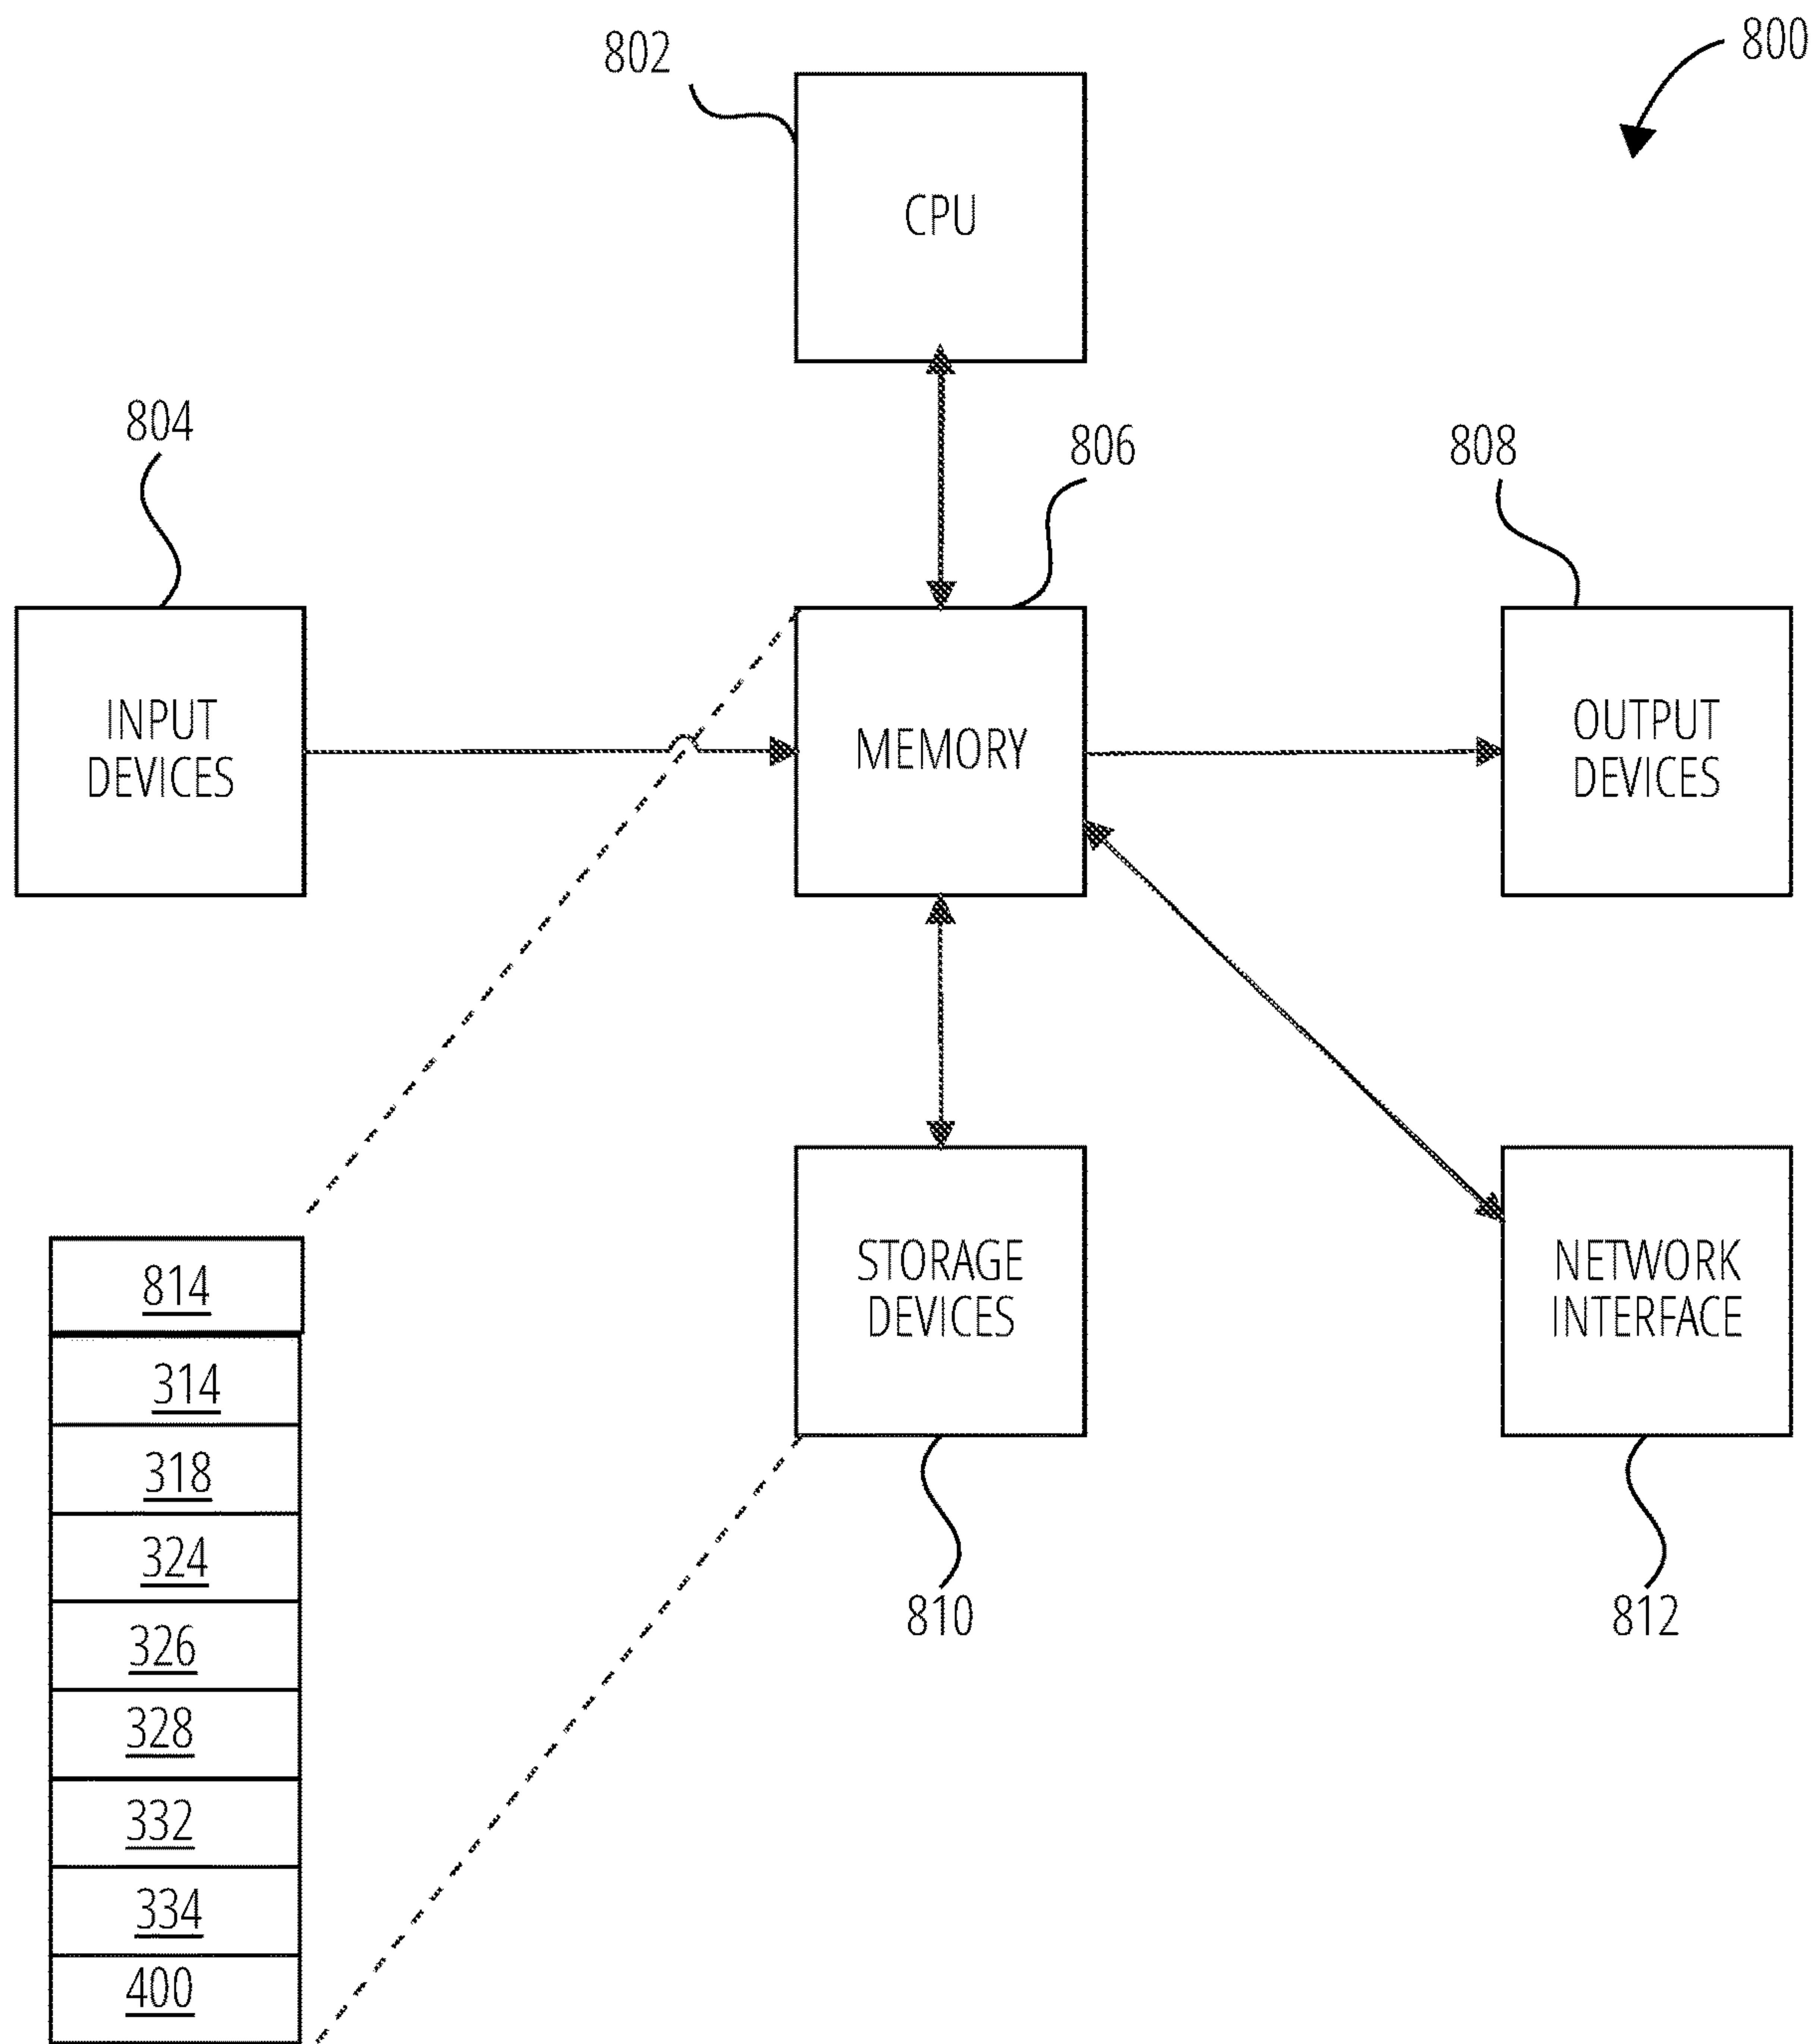 800
802
CPU
804
806
808
INPUT
DEVICES
MEMORY
OUTPUT
DEVICES
STORAGE
DEVICES
NETWORK
INTERFACE
810
812
814
314
318
324
326
328
332
334
400